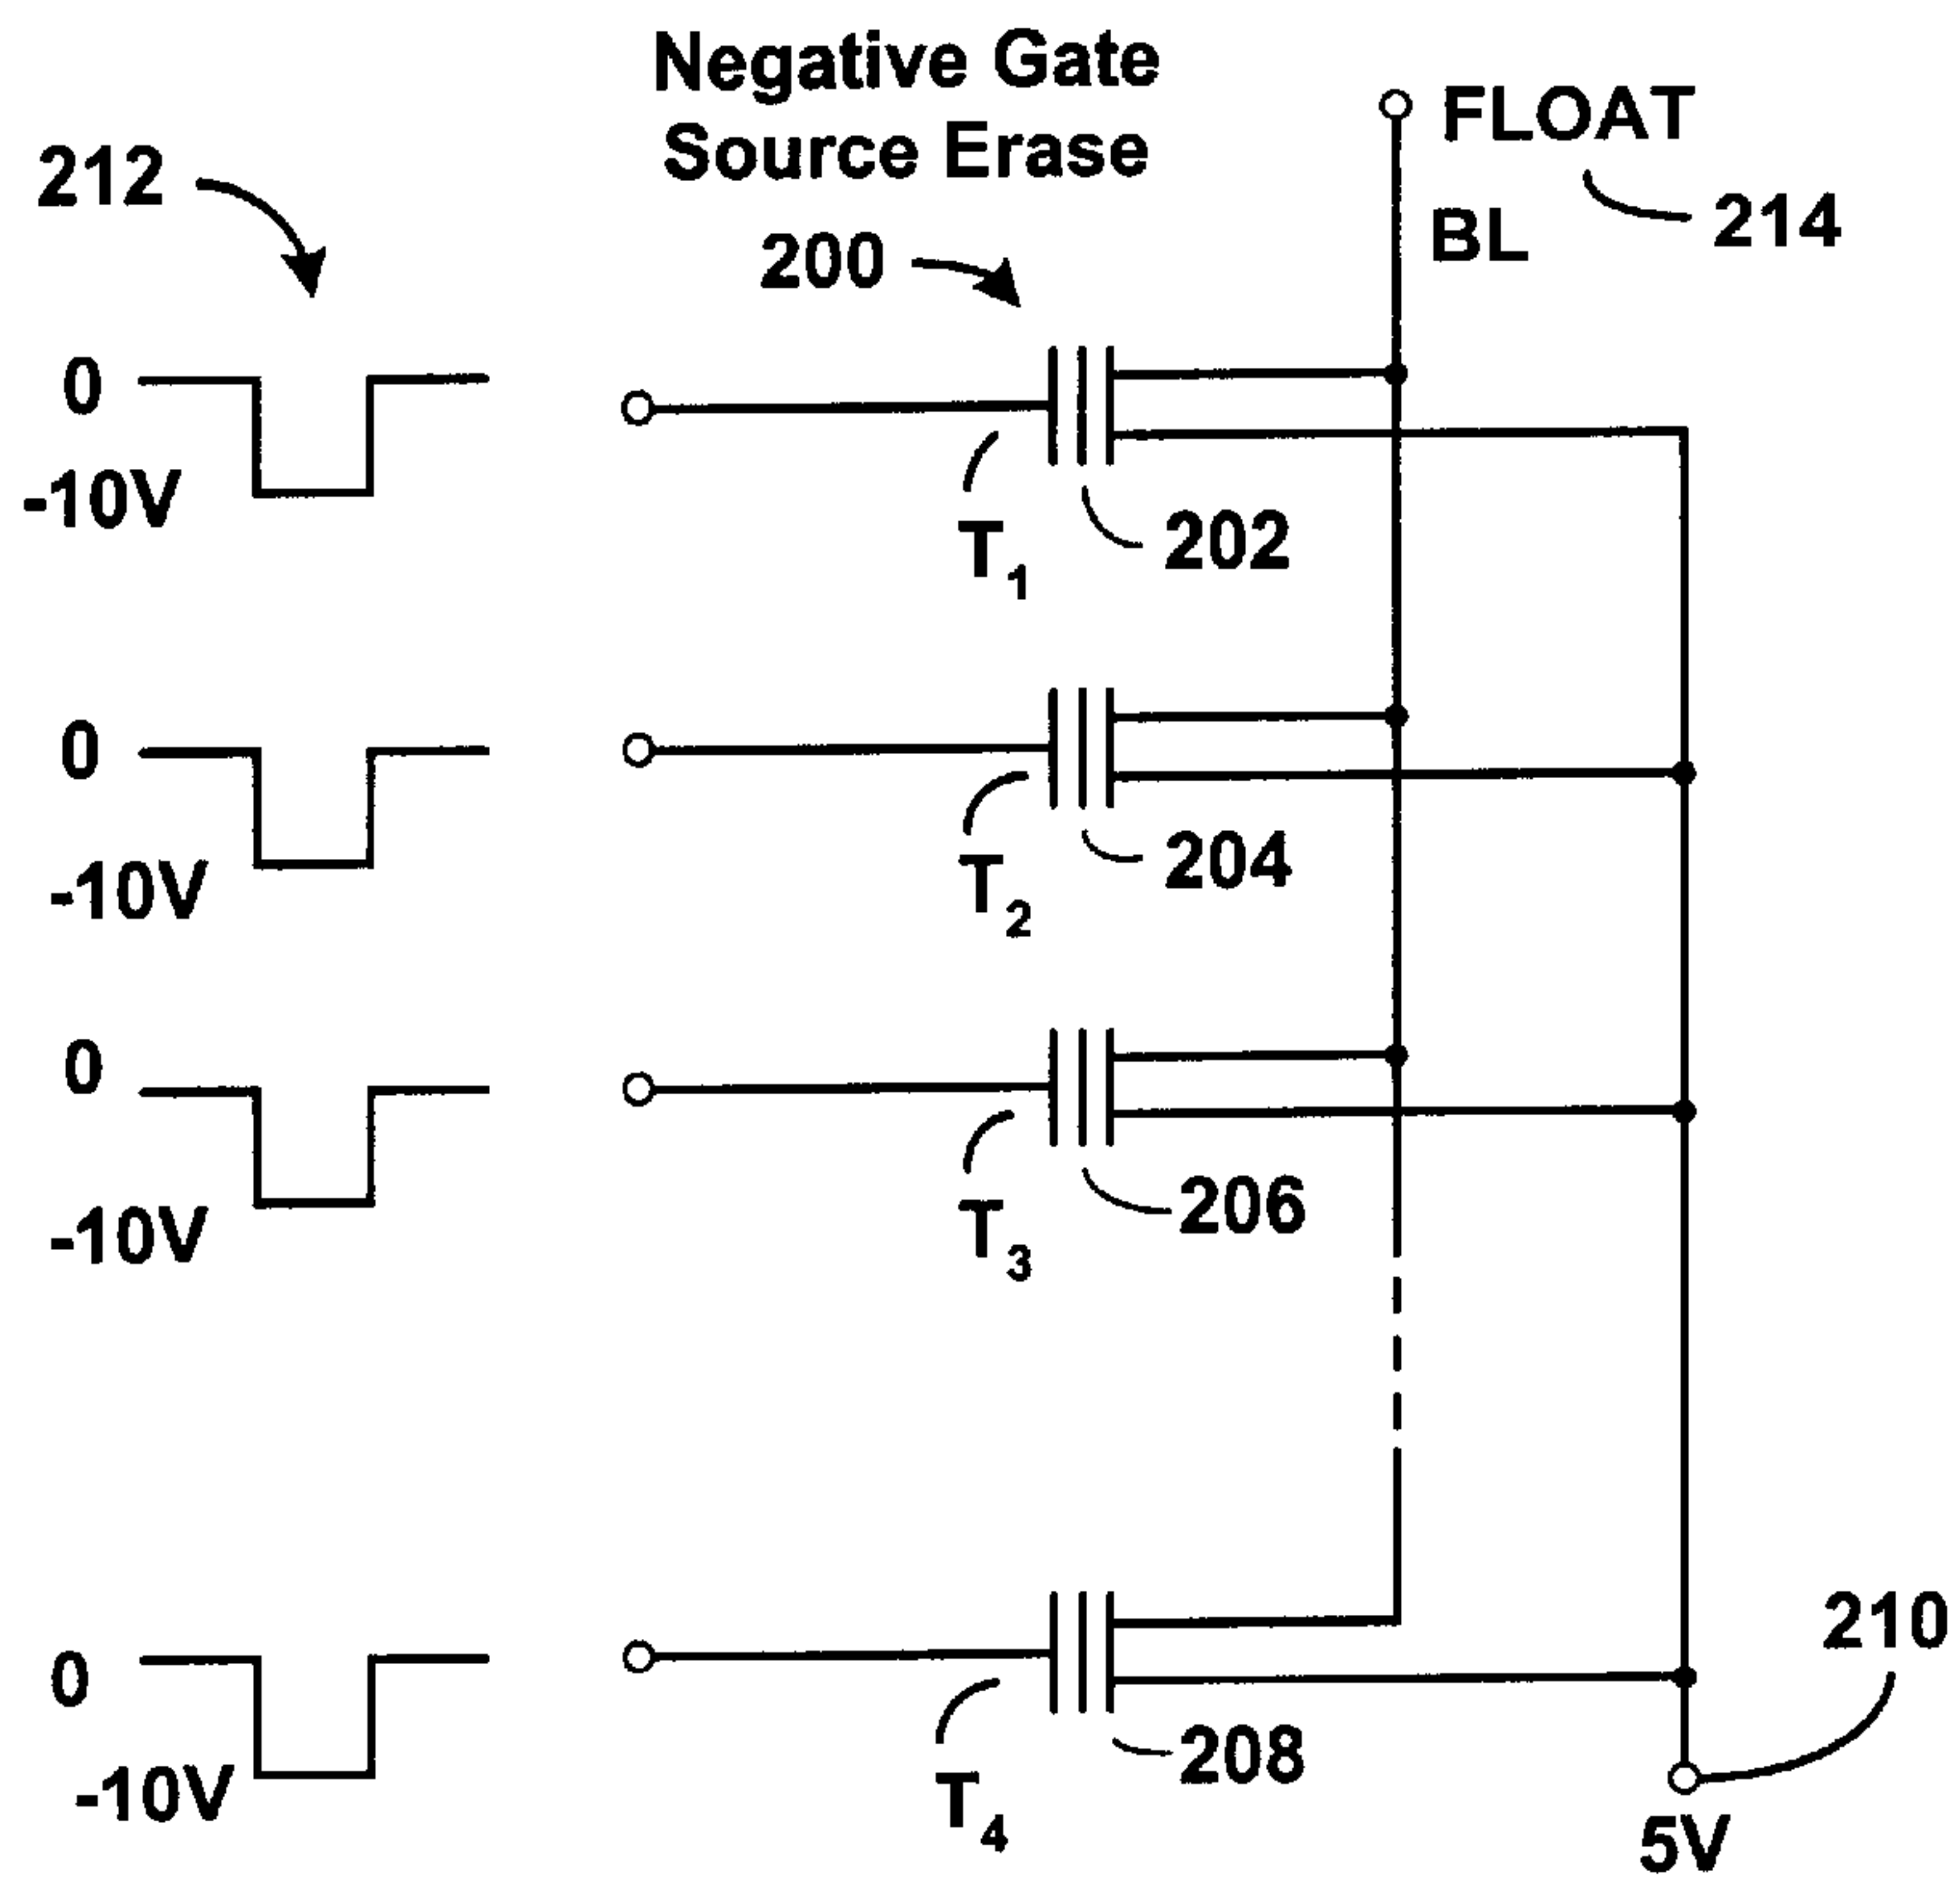 Negative Gate
Source Erase
FLOAT
212
214
BL
200
0
-10V
T1
202
0
-10V
T2
204
0
-10V
T3
206
0
-10V
T4
208
210
5V